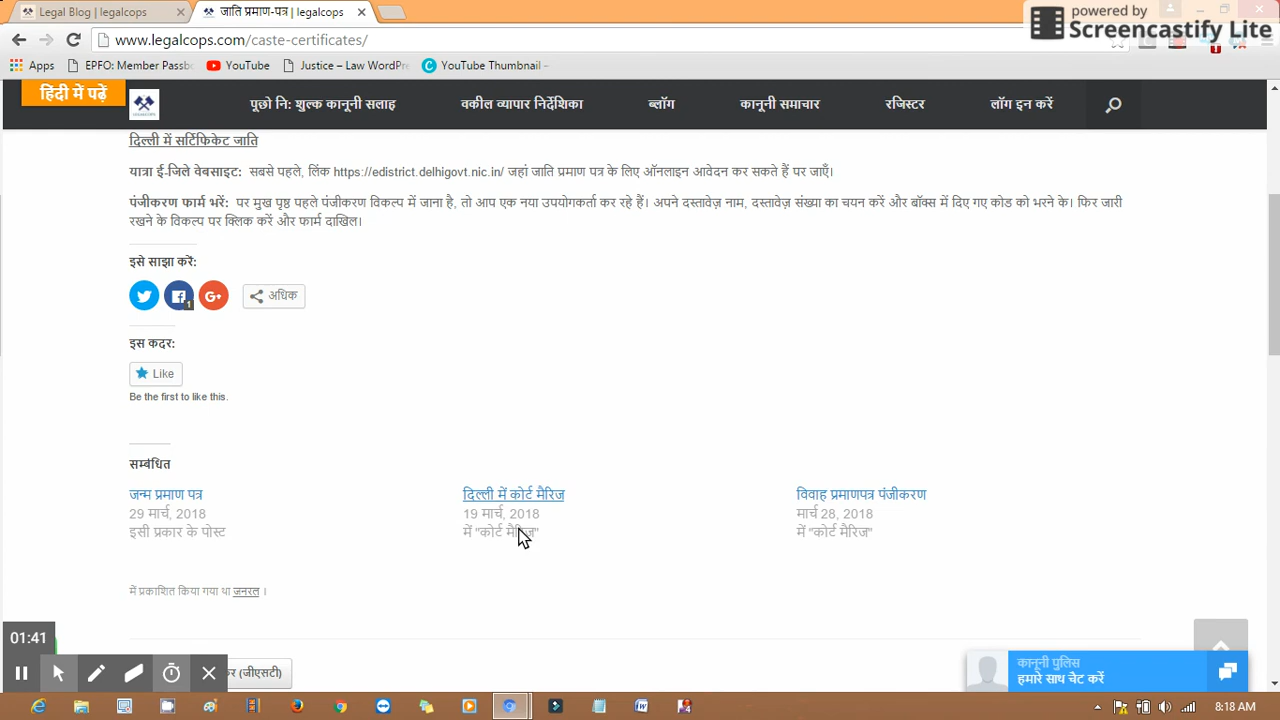 Legal Blog | legalcops
जाति प्रमाण-पत्र | legalcops
powered by
Screencastify Lite
www.legalcops.com/caste-certificates/
Apps EPFO: Member Passb YouTube Justice – Law WordPr YouTube Thumbnail –
हिंदी में पढ़ें
LEGALCOPS
पूछो नि: शुल्क कानूनी सलाह वकील व्यापार निर्देशिका ब्लॉग कानूनी समाचार रजिस्टर लॉग इन करें
दिल्ली में सर्टिफिकेट जाति
यात्रा ई-जिले वेबसाइट: सबसे पहले, लिंक https://edistrict.delhigovt.nic.in/ जहां जाति प्रमाण पत्र के लिए ऑनलाइन आवेदन कर सकते हैं पर जाएँ।
पंजीकरण फार्म भरें: पर मुख पृष्ठ पहले पंजीकरण विकल्प में जाना है, तो आप एक नया उपयोगकर्ता कर रहे हैं। अपने दस्तावेज़ नाम, दस्तावेज़ संख्या का चयन करें और बॉक्स में दिए गए कोड को भरने के। फिर जारी
रखने के विकल्प पर क्लिक करें और फार्म दाखिल।
इसे साझा करें:
1
अधिक
इस कदर:
Like
Be the first to like this.
सम्बंधित
जन्म प्रमाण पत्र
29 मार्च, 2018
इसी प्रकार के पोस्ट
दिल्ली में कोर्ट मैरिज
19 मार्च, 2018
में "कोर्ट मैरिज"
विवाह प्रमाणपत्र पंजीकरण
मार्च 28, 2018
में "कोर्ट मैरिज"
में प्रकाशित किया गया था जनरल ।
01:41
कर (जीएसटी)
कानूनी पुलिस
हमारे साथ चैट करें
8:18 AM